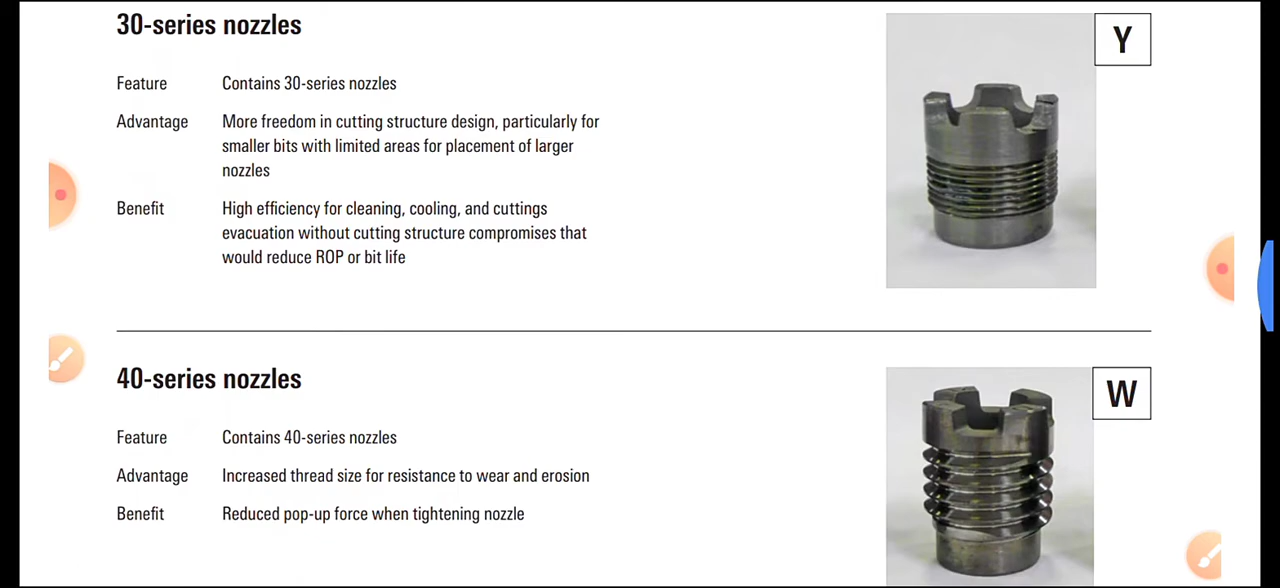 30-series nozzles
Y
Feature Contains 30-series nozzles
Advantage More freedom in cutting structure design, particularly for
smaller bits with limited areas for placement of larger
nozzles
Benefit High efficiency for cleaning, cooling, and cuttings
evacuation without cutting structure compromises that
would reduce ROP or bit life
40-series nozzles
W
Feature Contains 40-series nozzles
Advantage Increased thread size for resistance to wear and erosion
Benefit Reduced pop-up force when tightening nozzle